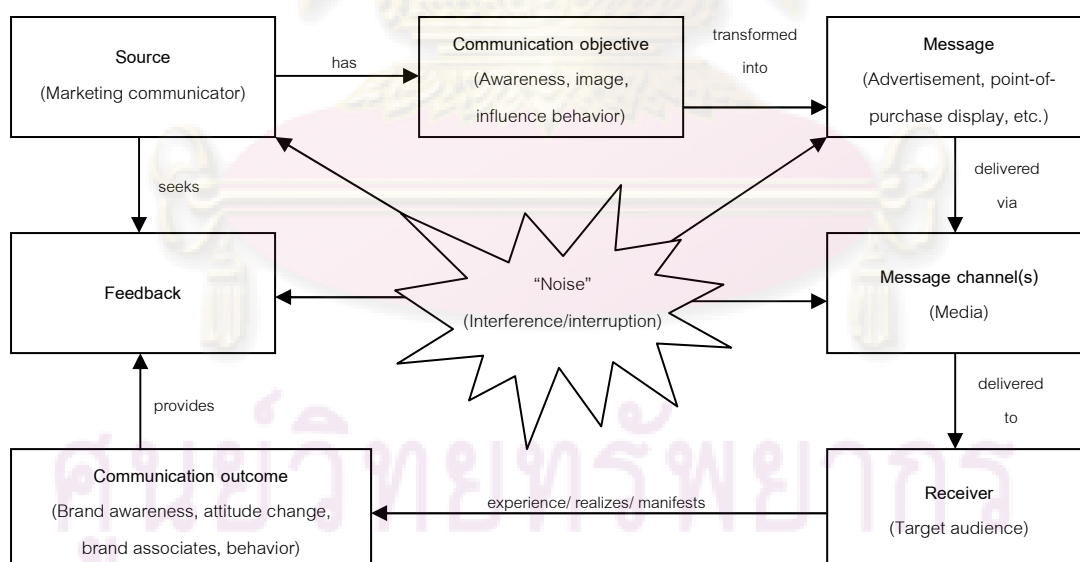 Source
(Marketing communicator)
has
Communication objective
(Awareness, image,
influence behavior)
transformed
into
Message
(Advertisement, point-of-
purchase display, etc.)
seeks
delivered
via
Feedback
"Noise"
(Interference/interruption)
Message channel(s)
(Media)
provides
delivered
to
Communication outcome
(Brand awareness, attitude change,
brand associates, behavior)
experience/ realizes/ manifests
Receiver
(Target audience)
ศูนย์วิทยทรัพยากร